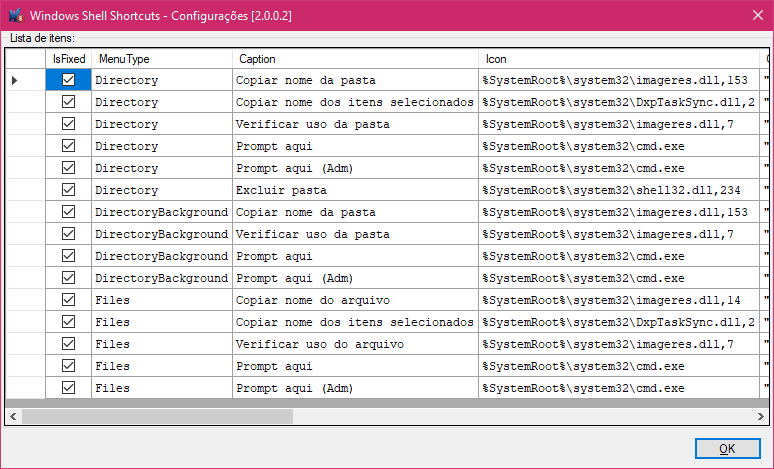 Windows Shell Shortcuts - Configurações [2.0.0.2]
Lista de itens:
IsFixed MenuType Caption Icon
Directory Copiar nome da pasta %SystemRoot%\system32\imageres.dll,153 "
Directory Copiar nome dos itens selecionados %SystemRoot%\system32\DxpTaskSync.dll,2 "
Directory Verificar uso da pasta %SystemRoot%\system32\imageres.dll,7 "
Directory Prompt aqui %SystemRoot%\system32\cmd.exe "
Directory Prompt aqui (Adm) %SystemRoot%\system32\cmd.exe "
Directory Excluir pasta %SystemRoot%\system32\shell32.dll,234 "
DirectoryBackground Copiar nome da pasta %SystemRoot%\system32\imageres.dll,153 "
DirectoryBackground Verificar uso da pasta %SystemRoot%\system32\imageres.dll,7 "
DirectoryBackground Prompt aqui %SystemRoot%\system32\cmd.exe "
DirectoryBackground Prompt aqui (Adm) %SystemRoot%\system32\cmd.exe "
Files Copiar nome do arquivo %SystemRoot%\system32\imageres.dll,14 "
Files Copiar nome dos itens selecionados %SystemRoot%\system32\DxpTaskSync.dll,2 "
Files Verificar uso do arquivo %SystemRoot%\system32\imageres.dll,7 "
Files Prompt aqui %SystemRoot%\system32\cmd.exe "
Files Prompt aqui (Adm) %SystemRoot%\system32\cmd.exe "
OK